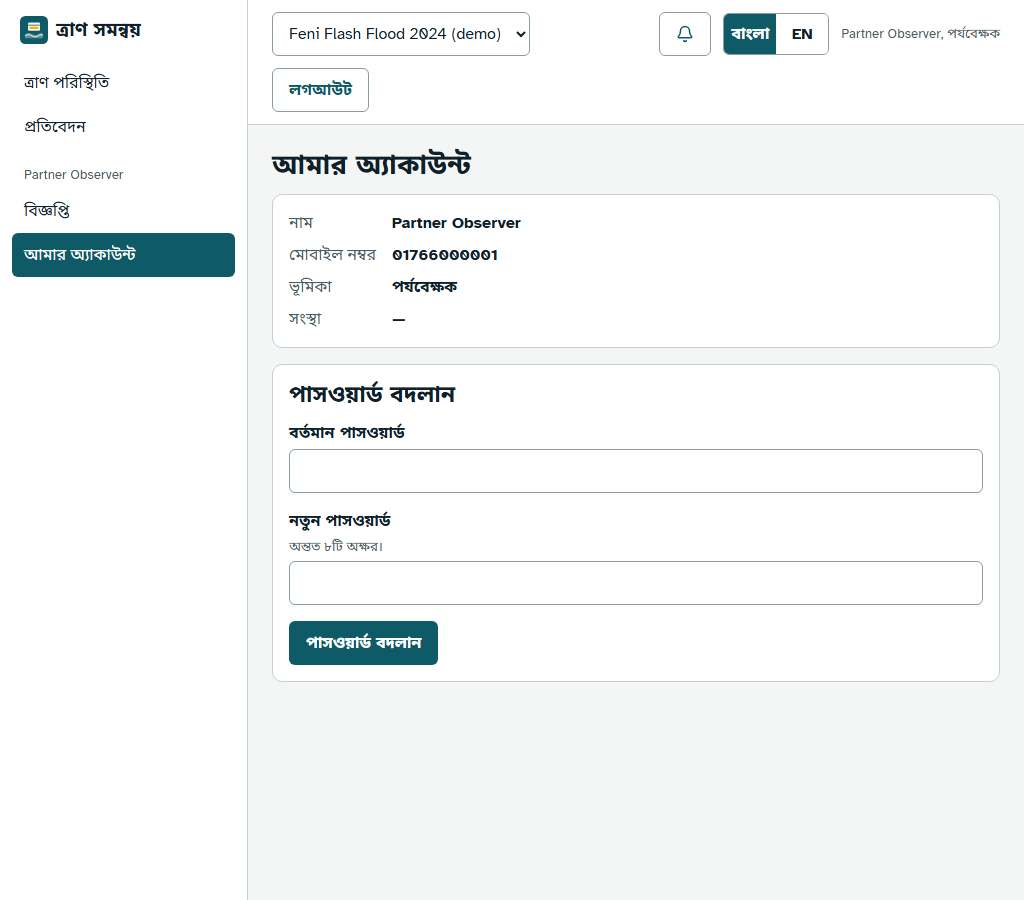 ত্রাণ সমন্বয়
ত্রাণ পরিস্থিতি
প্রতিবেদন
Partner Observer
বিজ্ঞপ্তি
আমার অ্যাকাউন্ট
Feni Flash Flood 2024 (demo)
বাংলা EN
Partner Observer, পর্যবেক্ষক
লগআউট
আমার অ্যাকাউন্ট
নাম Partner Observer
মোবাইল নম্বর 01766000001
ভূমিকা পর্যবেক্ষক
সংস্থা —
পাসওয়ার্ড বদলান
বর্তমান পাসওয়ার্ড
নতুন পাসওয়ার্ড
অন্তত ৮টি অক্ষর।
পাসওয়ার্ড বদলান